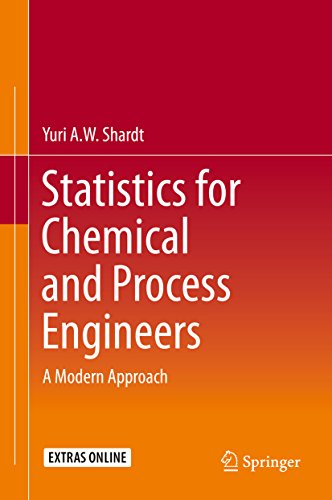 Yuri A.W. Shardt
Statistics for
Chemical
and Process
Engineers
A Modern Approach
EXTRAS ONLINE
Springer